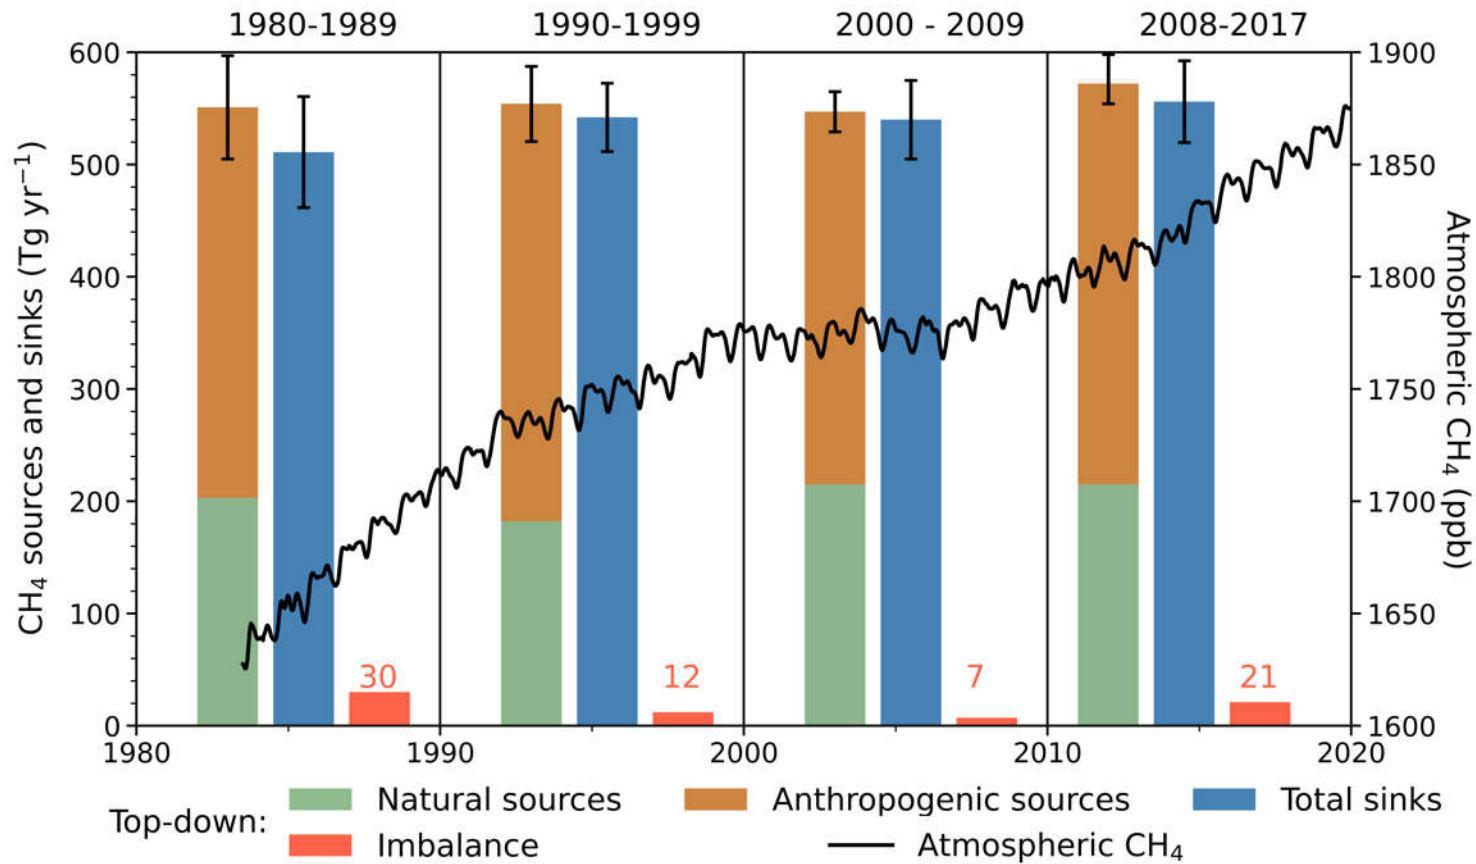 1980-1989 1990-1999 2000 - 2009 2008-2017
600 1900
500 1850
400 1800
300 1750
200 1700
100 1650
0 1600
CH₄ sources and sinks (Tg yr⁻¹)
Atmospheric CH₄ (ppb)
30 12 7 21
1980 1990 2000 2010 2020
Top-down:
Natural sources Anthropogenic sources Total sinks
Imbalance Atmospheric CH₄